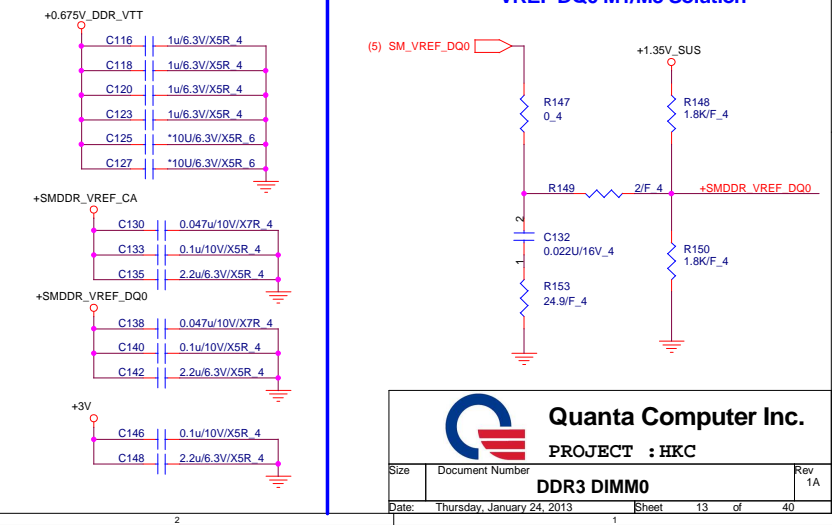 +0.675V_DDR_VTT
C116 1u/6.3V/X5R_4
C118 1u/6.3V/X5R_4
C120 1u/6.3V/X5R_4
C123 1u/6.3V/X5R_4
C125 *10U/6.3V/X5R_6
C127 *10U/6.3V/X5R_6
+SMDDR_VREF_CA
C130 0.047u/10V/X7R_4
C133 0.1u/10V/X5R_4
C135 2.2u/6.3V/X5R_4
+SMDDR_VREF_DQ0
C138 0.047u/10V/X7R_4
C140 0.1u/10V/X5R_4
C142 2.2u/6.3V/X5R_4
+3V
C146 0.1u/10V/X5R_4
C148 2.2u/6.3V/X5R_4
2
VREF DQ0 M1/M3 Solution
(5) SM_VREF_DQ0
+1.35V_SUS
R147
0_4
R148
1.8K/F_4
R149 2/F_4
+SMDDR_VREF_DQ0
2
1
C132
0.022U/16V_4
R150
1.8K/F_4
R153
24.9/F_4
Quanta Computer Inc.
PROJECT : HKC
Size Document Number Rev
DDR3 DIMM0 1A
Date: Thursday, January 24, 2013 Sheet 13 of 40
1